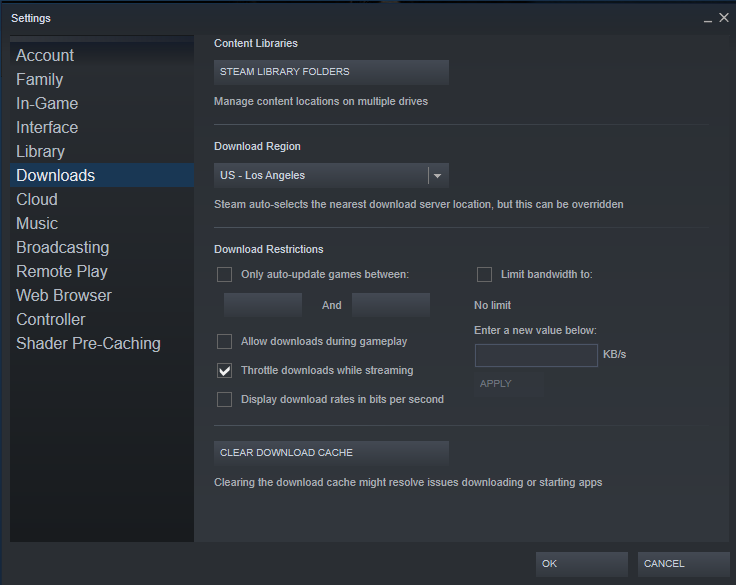 Settings
Account
Family
In-Game
Interface
Library
Downloads
Cloud
Music
Broadcasting
Remote Play
Web Browser
Controller
Shader Pre-Caching
Content Libraries
STEAM LIBRARY FOLDERS
Manage content locations on multiple drives
Download Region
US - Los Angeles
Steam auto-selects the nearest download server location, but this can be overridden
Download Restrictions
Only auto-update games between:
And
Allow downloads during gameplay
Throttle downloads while streaming
Display download rates in bits per second
Limit bandwidth to:
No limit
Enter a new value below:
KB/s
APPLY
CLEAR DOWNLOAD CACHE
Clearing the download cache might resolve issues downloading or starting apps
OK
CANCEL